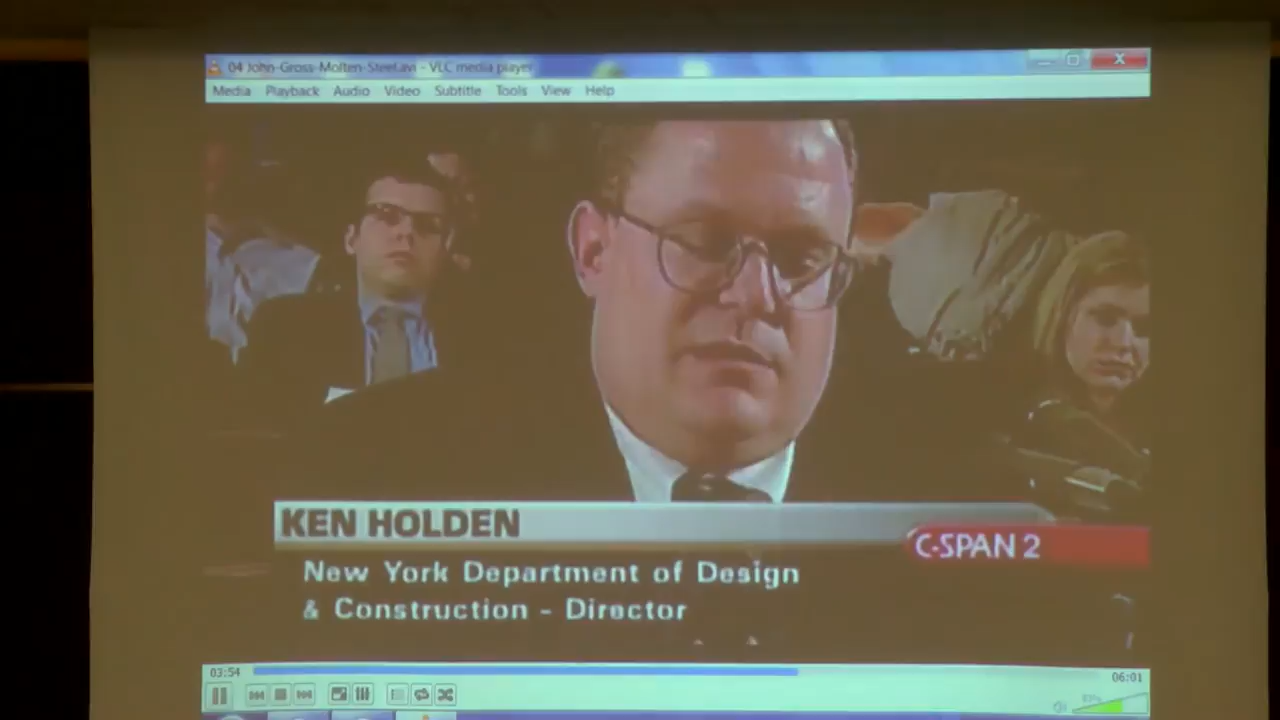 04 John-Gross-Molten-Steel.avi - VLC media player
Media Playback Audio Video Subtitle Tools View Help
KEN HOLDEN
C-SPAN 2
New York Department of Design
& Construction - Director
03:54
06:01